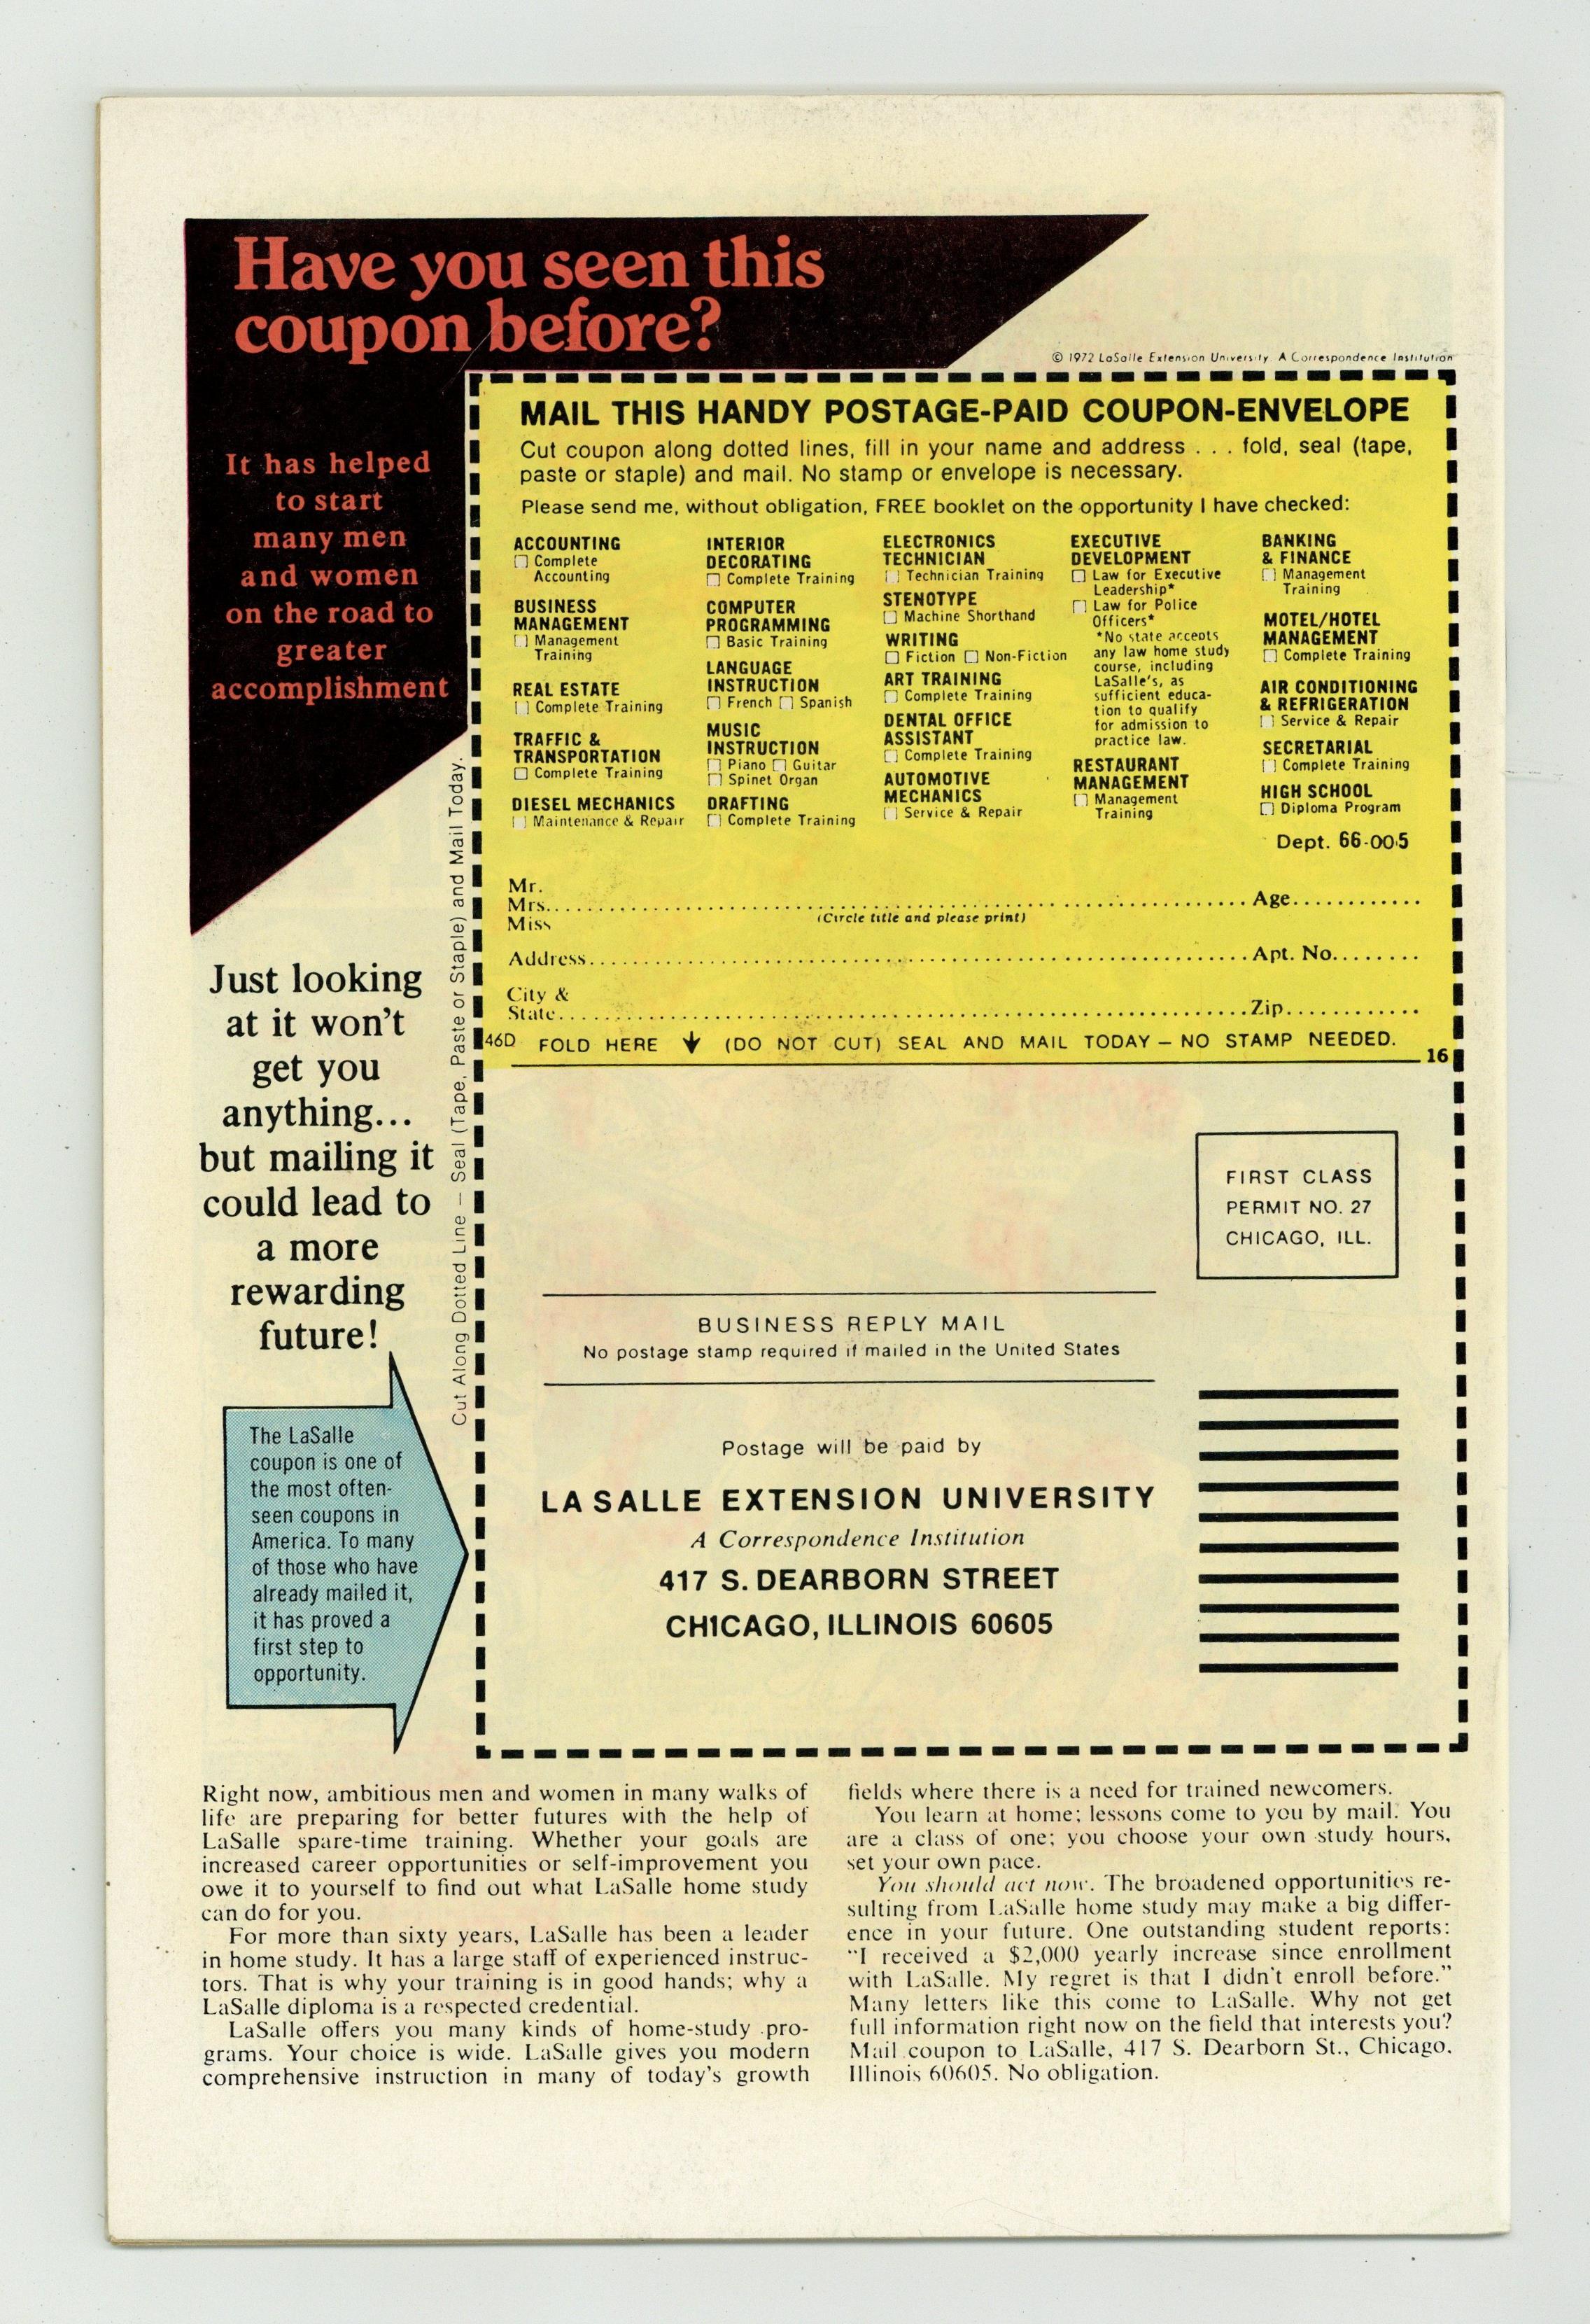 Have you seen this
coupon before?
It has helped
to start
many men
and women
on the road to
greater
accomplishment
© 1972 LaSalle Extension University. A Correspondence Institution
MAIL THIS HANDY POSTAGE-PAID COUPON-ENVELOPE
Cut coupon along dotted lines, fill in your name and address . . . fold, seal (tape,
paste or staple) and mail. No stamp or envelope is necessary.
Please send me, without obligation, FREE booklet on the opportunity I have checked:
ACCOUNTING
☐ Complete
Accounting
BUSINESS
MANAGEMENT
☐ Management
Training
REAL ESTATE
☐ Complete Training
TRAFFIC &
TRANSPORTATION
☐ Complete Training
DIESEL MECHANICS
☐ Maintenance & Repair
INTERIOR
DECORATING
☐ Complete Training
COMPUTER
PROGRAMMING
☐ Basic Training
LANGUAGE
INSTRUCTION
☐ French ☐ Spanish
MUSIC
INSTRUCTION
☐ Piano ☐ Guitar
☐ Spinet Organ
DRAFTING
☐ Complete Training
ELECTRONICS
TECHNICIAN
☐ Technician Training
STENOTYPE
☐ Machine Shorthand
WRITING
☐ Fiction ☐ Non-Fiction
ART TRAINING
☐ Complete Training
DENTAL OFFICE
ASSISTANT
☐ Complete Training
AUTOMOTIVE
MECHANICS
☐ Service & Repair
EXECUTIVE
DEVELOPMENT
☐ Law for Executive
Leadership*
☐ Law for Police
Officers*
*No state accepts
any law home study
course, including
LaSalle's, as
sufficient educa-
tion to qualify
for admission to
practice law.
RESTAURANT
MANAGEMENT
☐ Management
Training
BANKING
& FINANCE
☐ Management
Training
MOTEL/HOTEL
MANAGEMENT
☐ Complete Training
AIR CONDITIONING
& REFRIGERATION
☐ Service & Repair
SECRETARIAL
☐ Complete Training
HIGH SCHOOL
☐ Diploma Program
Dept. 66-005
Mr.
Mrs. Age
Miss (Circle title and please print)
Address Apt. No.
City &
State Zip
46D FOLD HERE ↓ (DO NOT CUT) SEAL AND MAIL TODAY – NO STAMP NEEDED.
16
Cut Along Dotted Line – Seal (Tape, Paste or Staple) and Mail Today.
Just looking
at it won't
get you
anything...
but mailing it
could lead to
a more
rewarding
future!
The LaSalle
coupon is one of
the most often-
seen coupons in
America. To many
of those who have
already mailed it,
it has proved a
first step to
opportunity.
FIRST CLASS
PERMIT NO. 27
CHICAGO, ILL.
BUSINESS REPLY MAIL
No postage stamp required if mailed in the United States
Postage will be paid by
LA SALLE EXTENSION UNIVERSITY
A Correspondence Institution
417 S. DEARBORN STREET
CHICAGO, ILLINOIS 60605
Right now, ambitious men and women in many walks of
life are preparing for better futures with the help of
LaSalle spare-time training. Whether your goals are
increased career opportunities or self-improvement you
owe it to yourself to find out what LaSalle home study
can do for you.
For more than sixty years, LaSalle has been a leader
in home study. It has a large staff of experienced instruc-
tors. That is why your training is in good hands; why a
LaSalle diploma is a respected credential.
LaSalle offers you many kinds of home-study pro-
grams. Your choice is wide. LaSalle gives you modern
comprehensive instruction in many of today's growth
fields where there is a need for trained newcomers.
You learn at home; lessons come to you by mail. You
are a class of one; you choose your own study hours,
set your own pace.
You should act now. The broadened opportunities re-
sulting from LaSalle home study may make a big differ-
ence in your future. One outstanding student reports:
"I received a $2,000 yearly increase since enrollment
with LaSalle. My regret is that I didn't enroll before."
Many letters like this come to LaSalle. Why not get
full information right now on the field that interests you?
Mail coupon to LaSalle, 417 S. Dearborn St., Chicago,
Illinois 60605. No obligation.